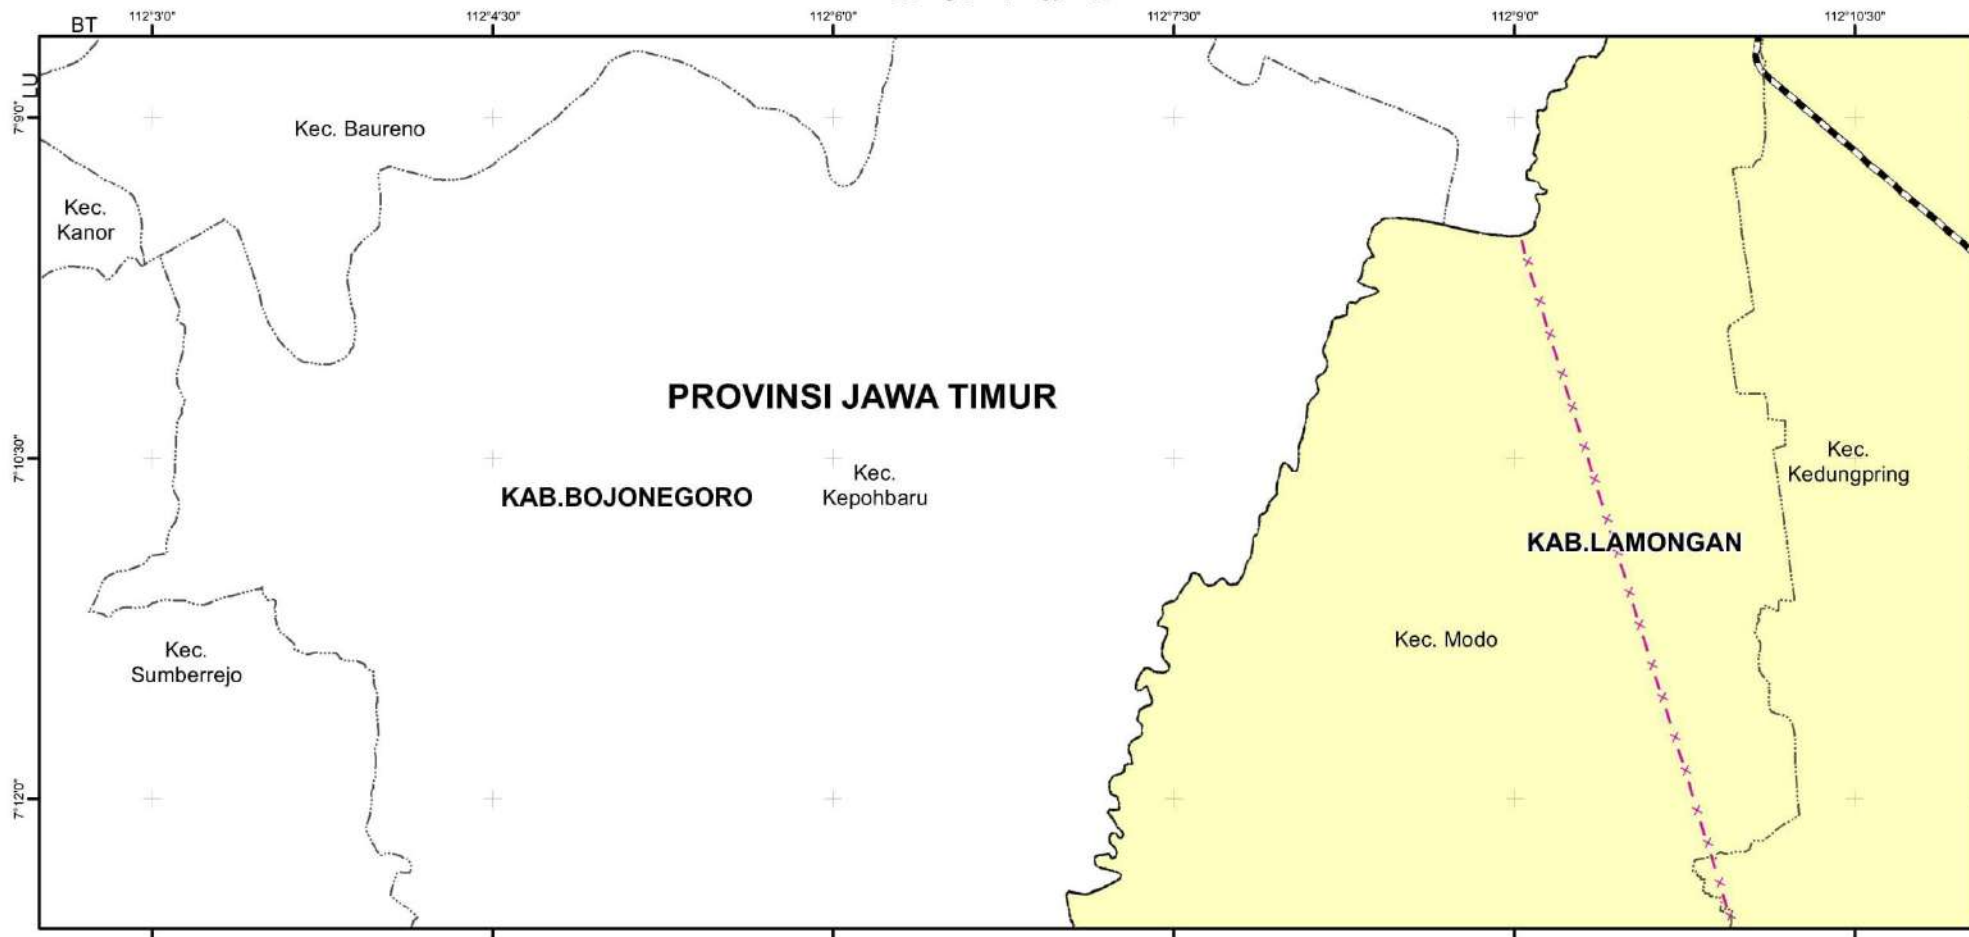 112°3'0"
112°4'30"
112°6'0"
112°7'30"
112°9'0"
112°10'30"
BT
LU
7°9'0"
Kec. Baureno
Kec.
Kanor
PROVINSI JAWA TIMUR
7°10'30"
KAB.BOJONEGORO
Kec.
Kepohbaru
Kec.
Kedungpring
KAB.LAMONGAN
Kec. Modo
Kec.
Sumberrejo
7°12'0"